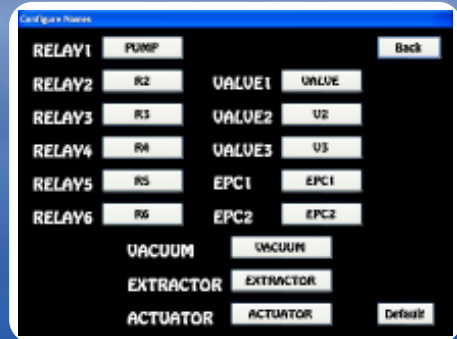 Configure Names
RELAY1 PUMP Back
RELAY2 R2 VALVE1 VALVE
RELAY3 R3 VALVE2 V2
RELAY4 R4 VALVE3 V3
RELAY5 R5 EPC1 EPC1
RELAY6 R6 EPC2 EPC2
VACUUM VACUUM
EXTRACTOR EXTRACTOR
ACTUATOR ACTUATOR Default